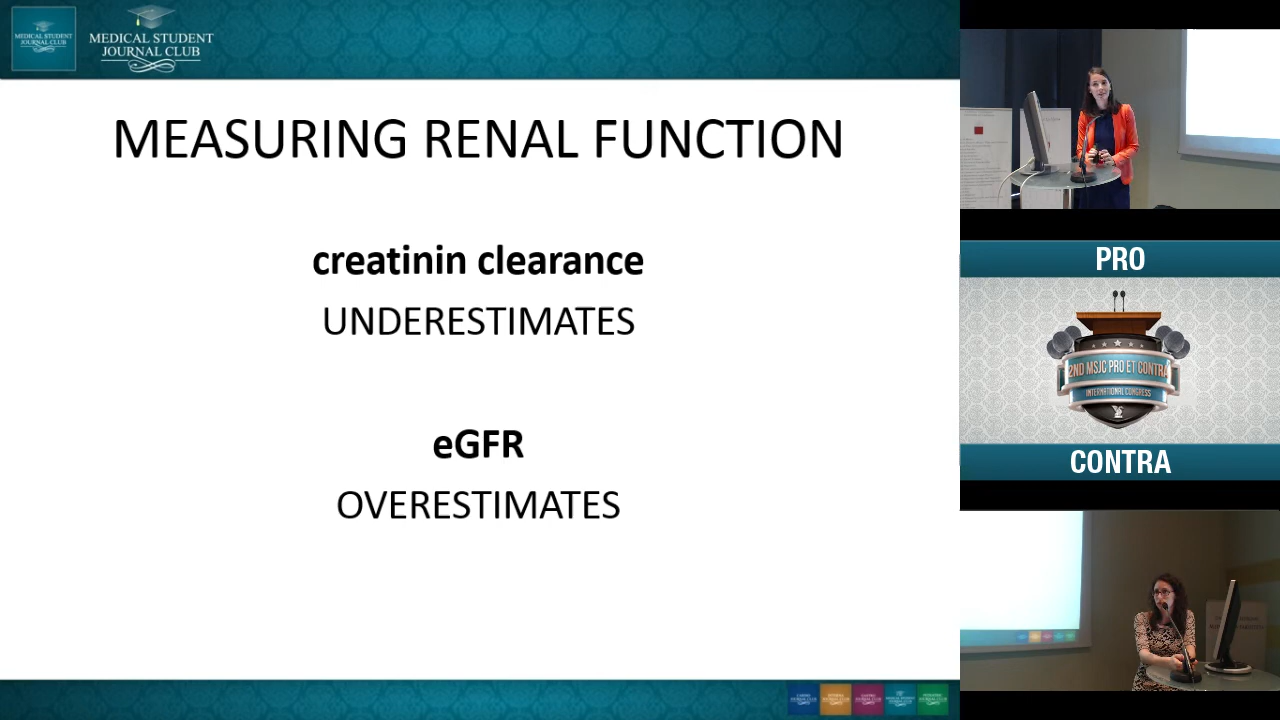 MEDICAL STUDENT
JOURNAL CLUB
MEDICAL STUDENT
JOURNAL CLUB
MEASURING RENAL FUNCTION
creatinin clearance
UNDERESTIMATES
eGFR
OVERESTIMATES
PRO
2ND MSJC PRO ET CONTRA
INTERNATIONAL CONGRESS
CONTRA